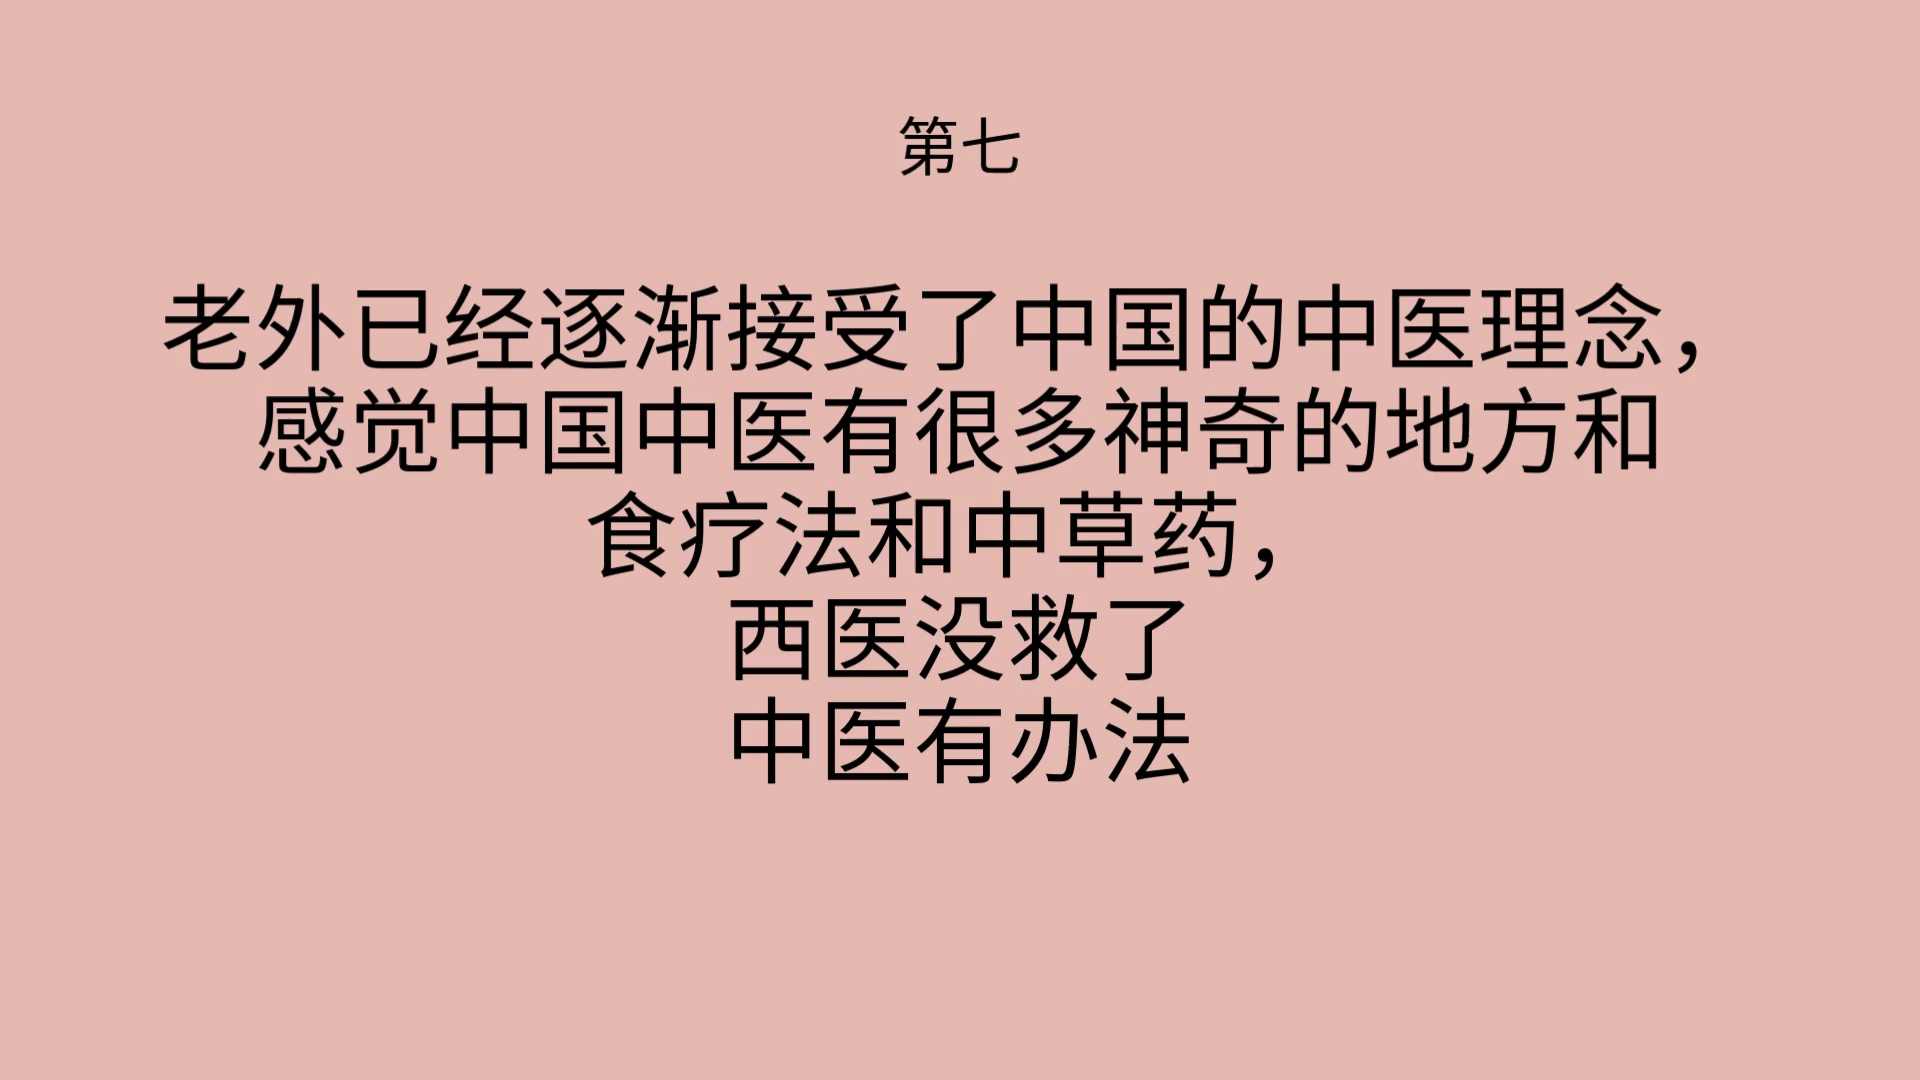 第七
老外已经逐渐接受了中国的中医理念，
感觉中国中医有很多神奇的地方和
食疗法和中草药，
西医没救了
中医有办法